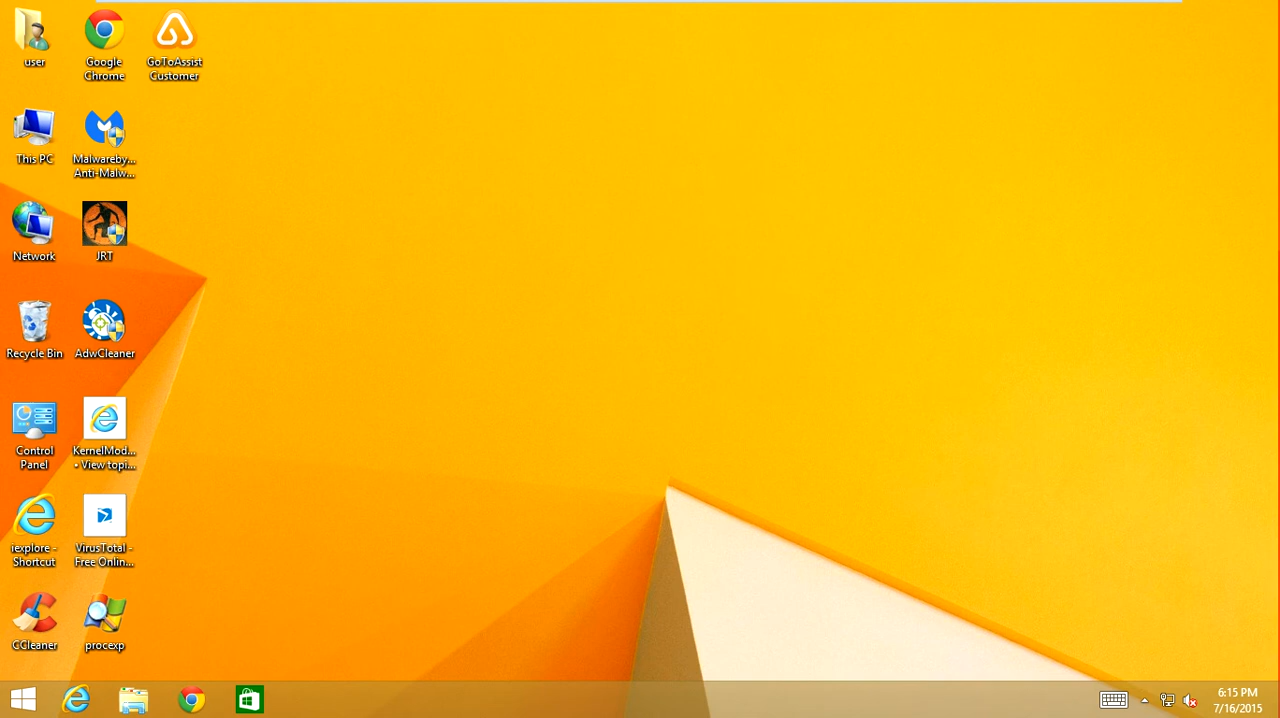 user
Google
Chrome
GoToAssist
Customer
This PC
Malwareby...
Anti-Malw...
Network
JRT
Recycle Bin
AdwCleaner
Control
Panel
KernelMod...
• View topi...
iexplore -
Shortcut
VirusTotal -
Free Onlin...
CCleaner
procexp
6:15 PM
7/16/2015